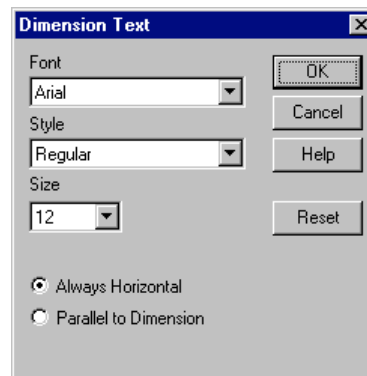 Dimension Text
Font
Arial
Style
Regular
Size
12
OK
Cancel
Help
Reset
Always Horizontal
Parallel to Dimension